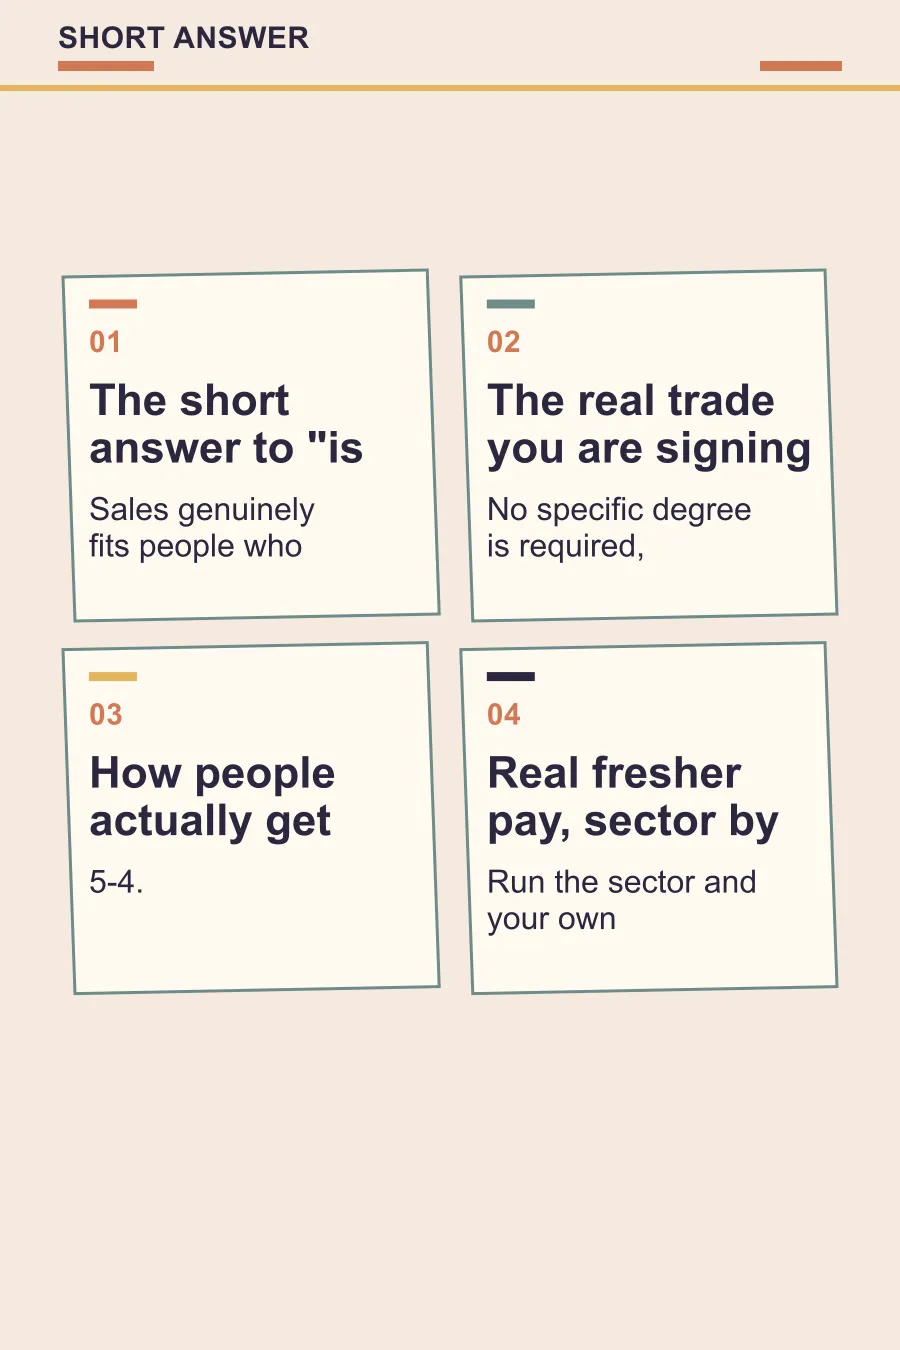 SHORT ANSWER
01
The short
answer to "is
Sales genuinely
fits people who
02
The real trade
you are signing
No specific degree
is required,
03
How people
actually get
5-4.
04
Real fresher
pay, sector by
Run the sector and
your own